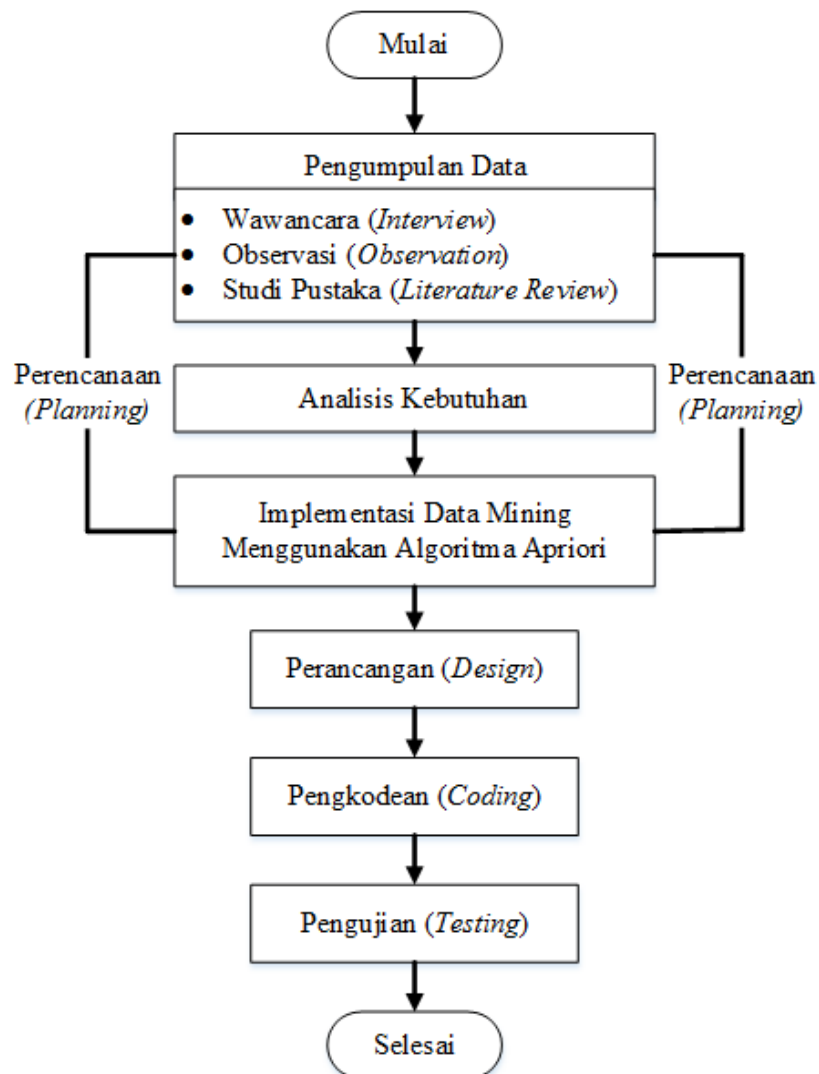 Mulai
Pengumpulan Data
• Wawancara (Interview)
• Observasi (Observation)
• Studi Pustaka (Literature Review)
Perencanaan
(Planning)
Analisis Kebutuhan
Perencanaan
(Planning)
Implementasi Data Mining
Menggunakan Algoritma Apriori
Perancangan (Design)
Pengkodean (Coding)
Pengujian (Testing)
Selesai